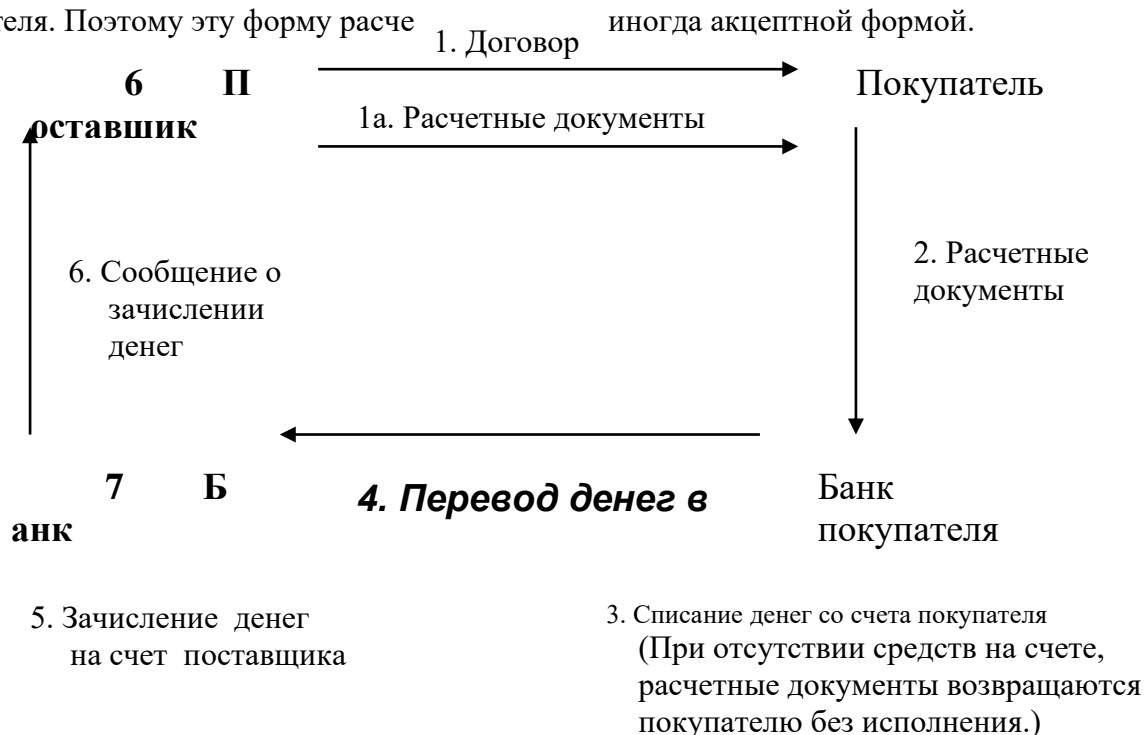 теля. Поэтому эту форму расче иногда акцептной формой.
1. Договор
6 П
оставшик
Покупатель
1а. Расчетные документы
6. Сообщение о
зачислении
денег
2. Расчетные
документы
7 Б
анк
4. Перевод денег в
Банк
покупателя
5. Зачисление денег
на счет поставщика
3. Списание денег со счета покупателя
(При отсутствии средств на счете,
расчетные документы возвращаются
покупателю без исполнения.)